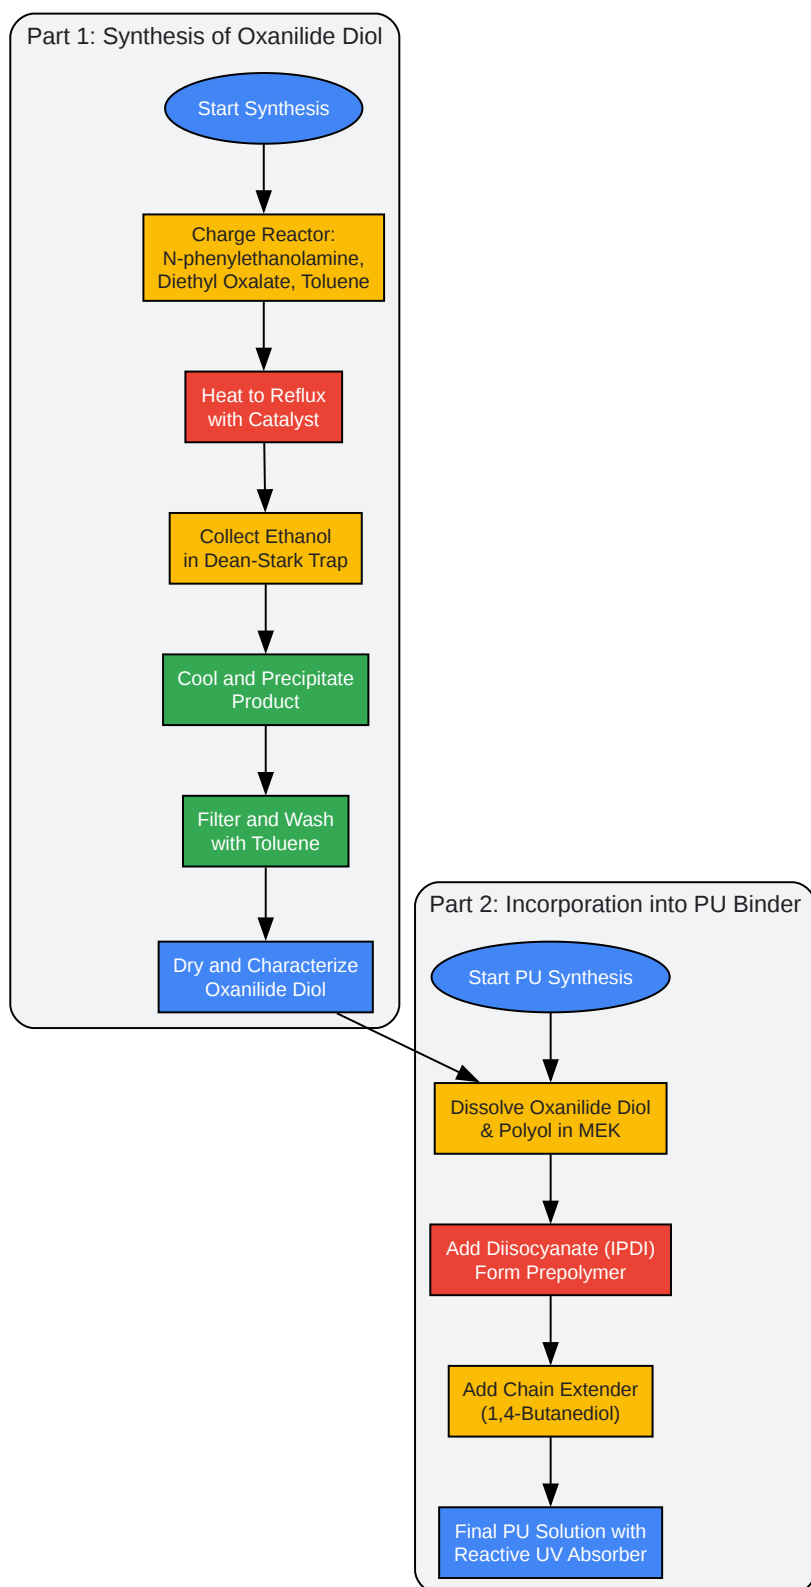 Part 1: Synthesis of Oxanilide Diol
Start Synthesis
Charge Reactor:
N-phenylethanolamine,
Diethyl Oxalate, Toluene
Heat to Reflux
with Catalyst
Collect Ethanol
in Dean-Stark Trap
Cool and Precipitate
Product
Filter and Wash
with Toluene
Dry and Characterize
Oxanilide Diol
Part 2: Incorporation into PU Binder
Start PU Synthesis
Dissolve Oxanilide Diol
& Polyol in MEK
Add Diisocyanate (IPDI)
Form Prepolymer
Add Chain Extender
(1,4-Butanediol)
Final PU Solution with
Reactive UV Absorber